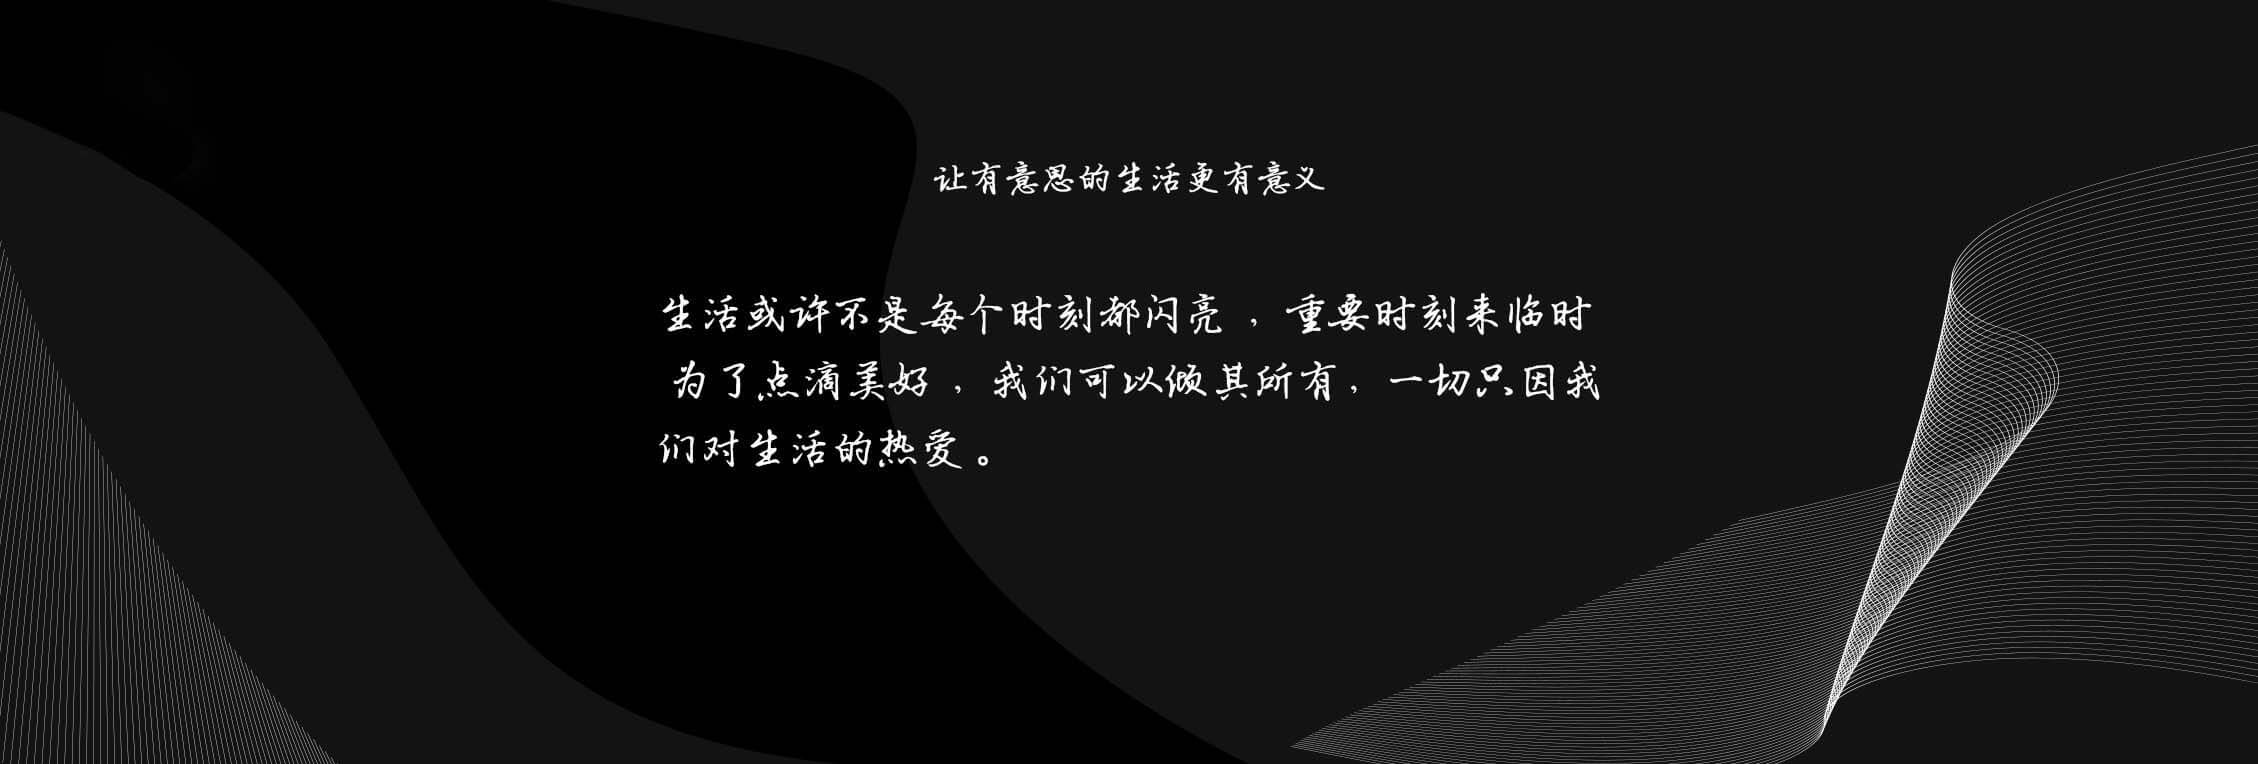 让有意思的生活更有意义
生活或许不是每个时刻都闪亮，重要时刻来临时
为了点滴美好，我们可以倾其所有，一切只因我
们对生活的热爱。